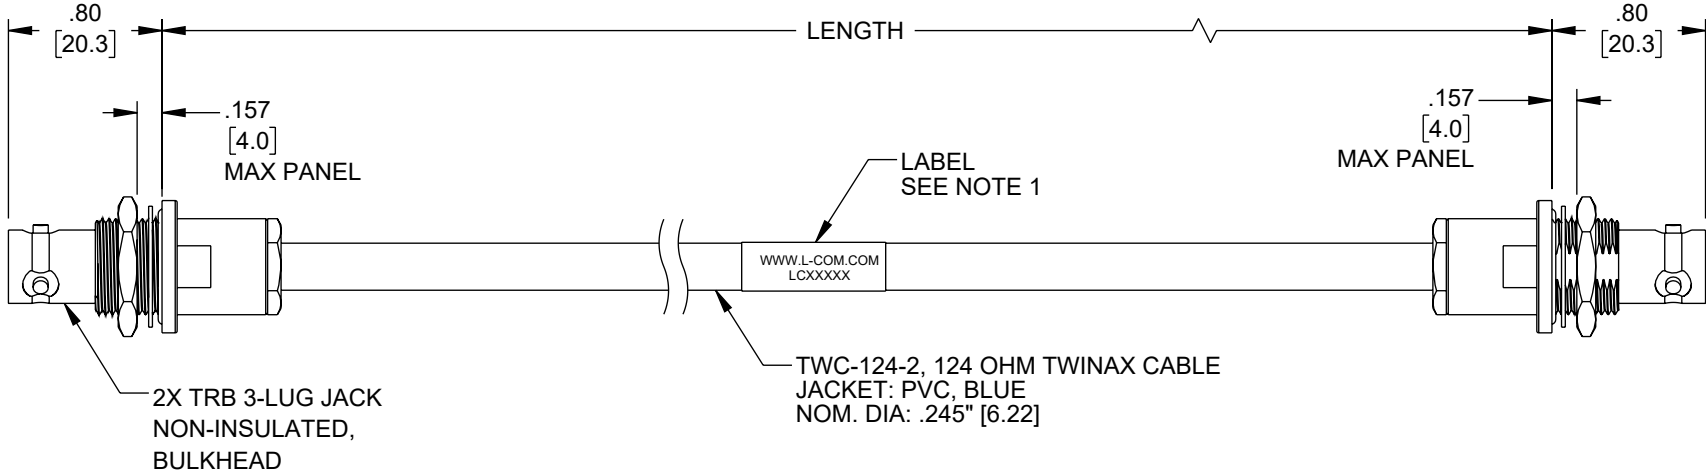 .80
[20.3]
LENGTH
.80
[20.3]
.157
[4.0]
MAX PANEL
.157
[4.0]
MAX PANEL
LABEL
SEE NOTE 1
WWW.L-COM.COM
LCXXXXX
2X TRB 3-LUG JACK
NON-INSULATED,
BULKHEAD
TWC-124-2, 124 OHM TWINAX CABLE
JACKET: PVC, BLUE
NOM. DIA: .245" [6.22]